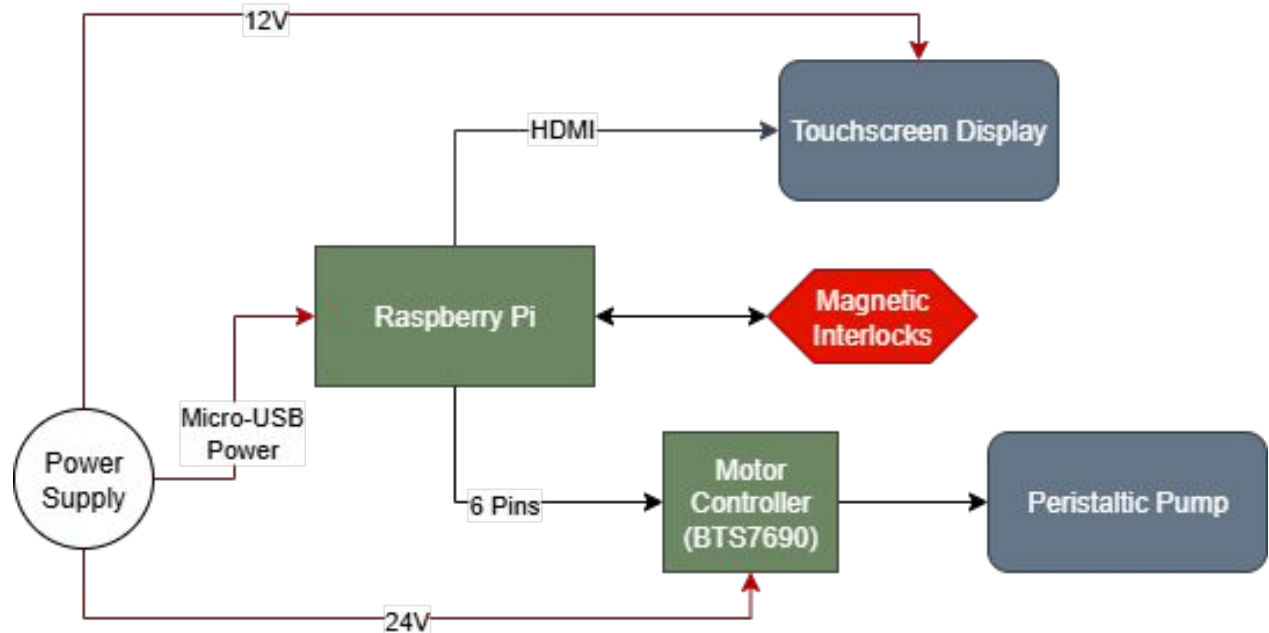 12V
HDMI
Touchscreen Display
Raspberry Pi
Magnetic
Interlocks
Micro-USB
Power
Power
Supply
6 Pins
Motor
Controller
(BTS7690)
Peristaltic Pump
24V